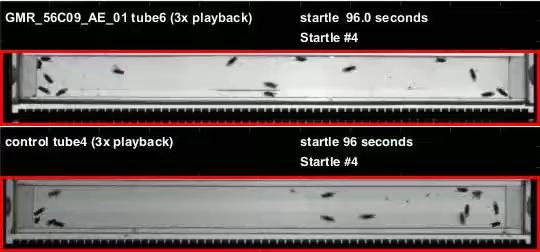 GMR_56C09_AE_01 tube6 (3x playback)
startle 96.0 seconds
Startle #4
control tube4 (3x playback)
startle 96 seconds
Startle #4